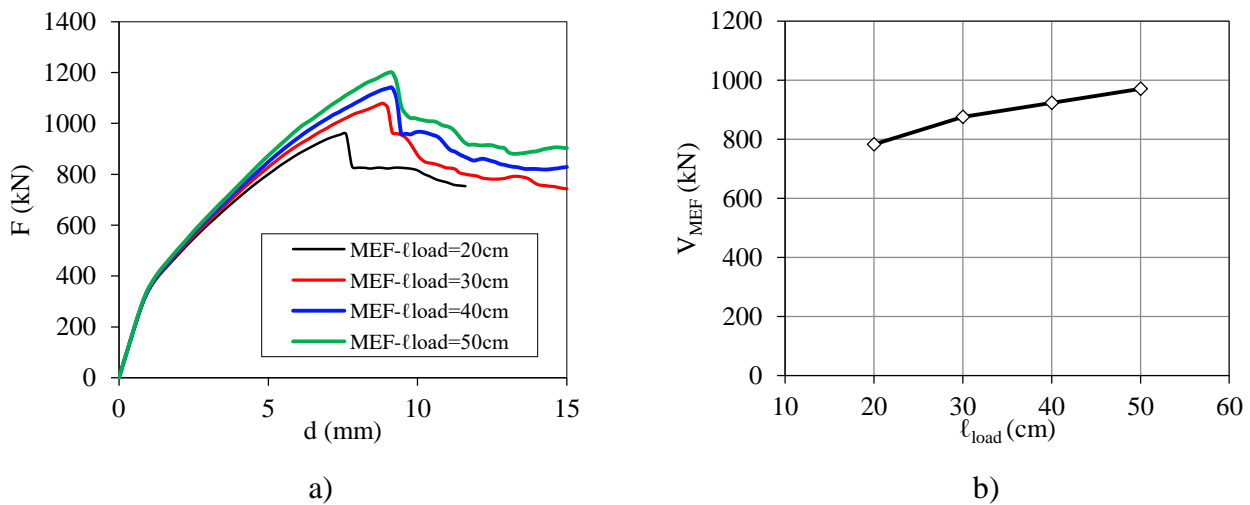 1400
1200
1000
800
600
400
200
0
F (kN)
0 5 10 15
d (mm)
MEF-ℓload=20cm
MEF-ℓload=30cm
MEF-ℓload=40cm
MEF-ℓload=50cm
a)
1200
1000
800
600
400
200
0
V_MEF (kN)
10 20 30 40 50 60
ℓ_load (cm)
b)